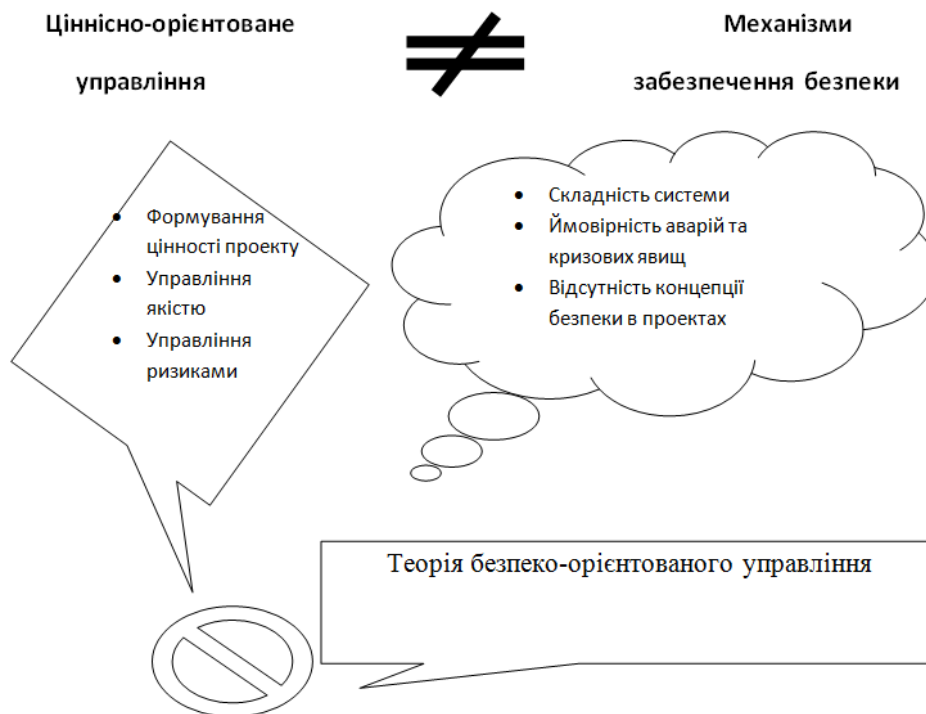 Ціннісно-орієнтоване
управління
≠
Механізми
забезпечення безпеки
• Формування
цінності проекту
• Управління
якістю
• Управління
ризиками
• Складність системи
• Ймовірність аварій та
кризових явищ
• Відсутність концепції
безпеки в проектах
Теорія безпеко-орієнтованого управління